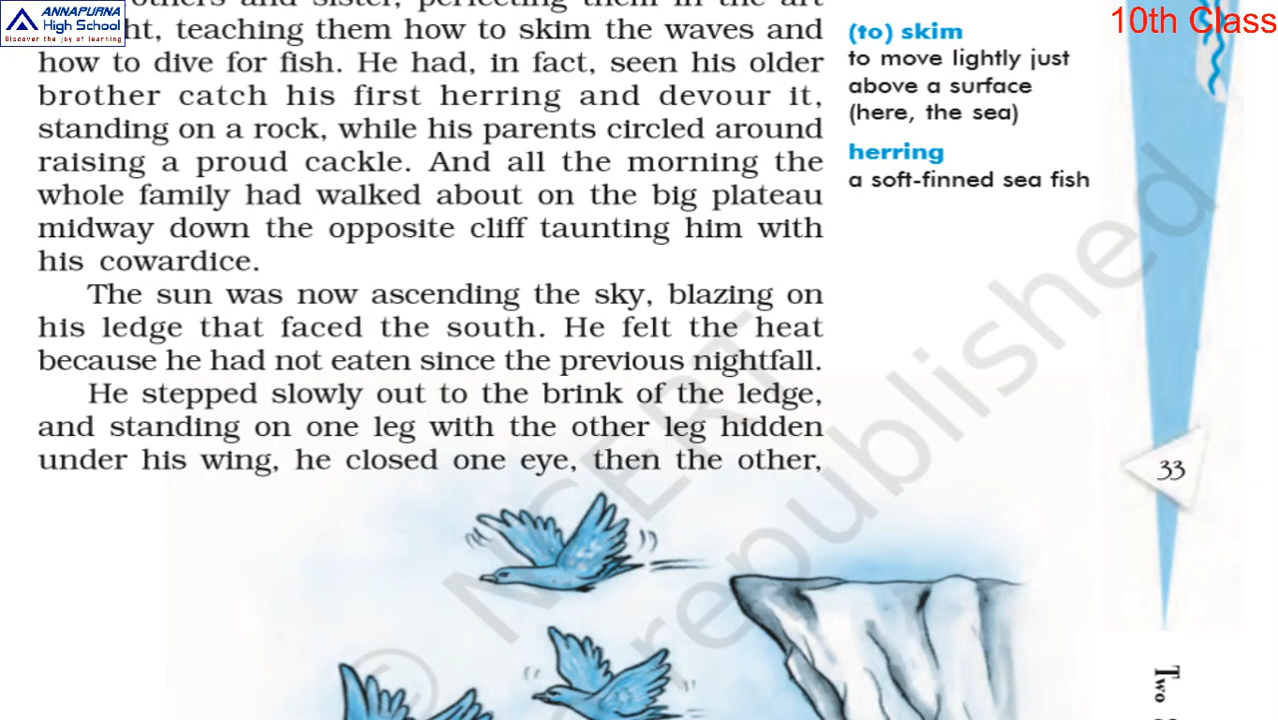 ANNAPURNA
High School
Discover the joy of learning
10th Class
brothers and sister, perfecting them in the art
ht, teaching them how to skim the waves and
how to dive for fish. He had, in fact, seen his older
brother catch his first herring and devour it,
standing on a rock, while his parents circled around
raising a proud cackle. And all the morning the
whole family had walked about on the big plateau
midway down the opposite cliff taunting him with
his cowardice.
The sun was now ascending the sky, blazing on
his ledge that faced the south. He felt the heat
because he had not eaten since the previous nightfall.
He stepped slowly out to the brink of the ledge,
and standing on one leg with the other leg hidden
under his wing, he closed one eye, then the other,
(to) skim
to move lightly just
above a surface
(here, the sea)
herring
a soft-finned sea fish
33
© NCERT
republished
Two